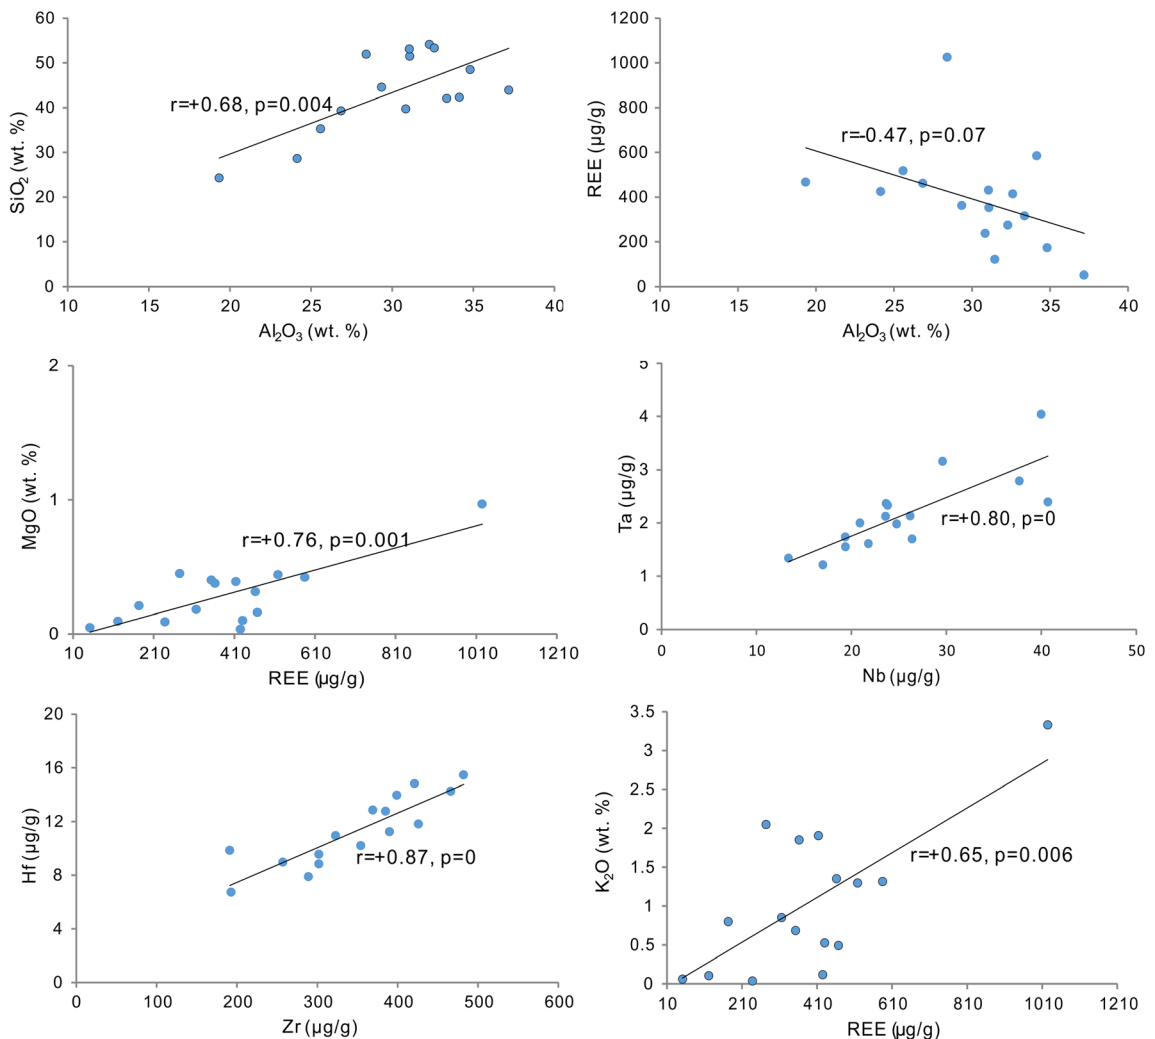 60
50
40
30
20
10
0
SiO₂ (wt. %)
r=+0.68, p=0.004
10 15 20 25 30 35 40
Al₂O₃ (wt. %)
1200
1000
800
600
400
200
0
REE (µg/g)
r=-0.47, p=0.07
10 15 20 25 30 35 40
Al₂O₃ (wt. %)
2
1
0
MgO (wt. %)
r=+0.76, p=0.001
10 210 410 610 810 1010 1210
REE (µg/g)
5
4
3
2
1
0
Ta (µg/g)
r=+0.80, p=0
0 10 20 30 40 50
Nb (µg/g)
20
16
12
8
4
0
Hf (µg/g)
r=+0.87, p=0
0 100 200 300 400 500 600
Zr (µg/g)
3.5
3
2.5
2
1.5
1
0.5
0
K₂O (wt. %)
r=+0.65, p=0.006
10 210 410 610 810 1010 1210
REE (µg/g)